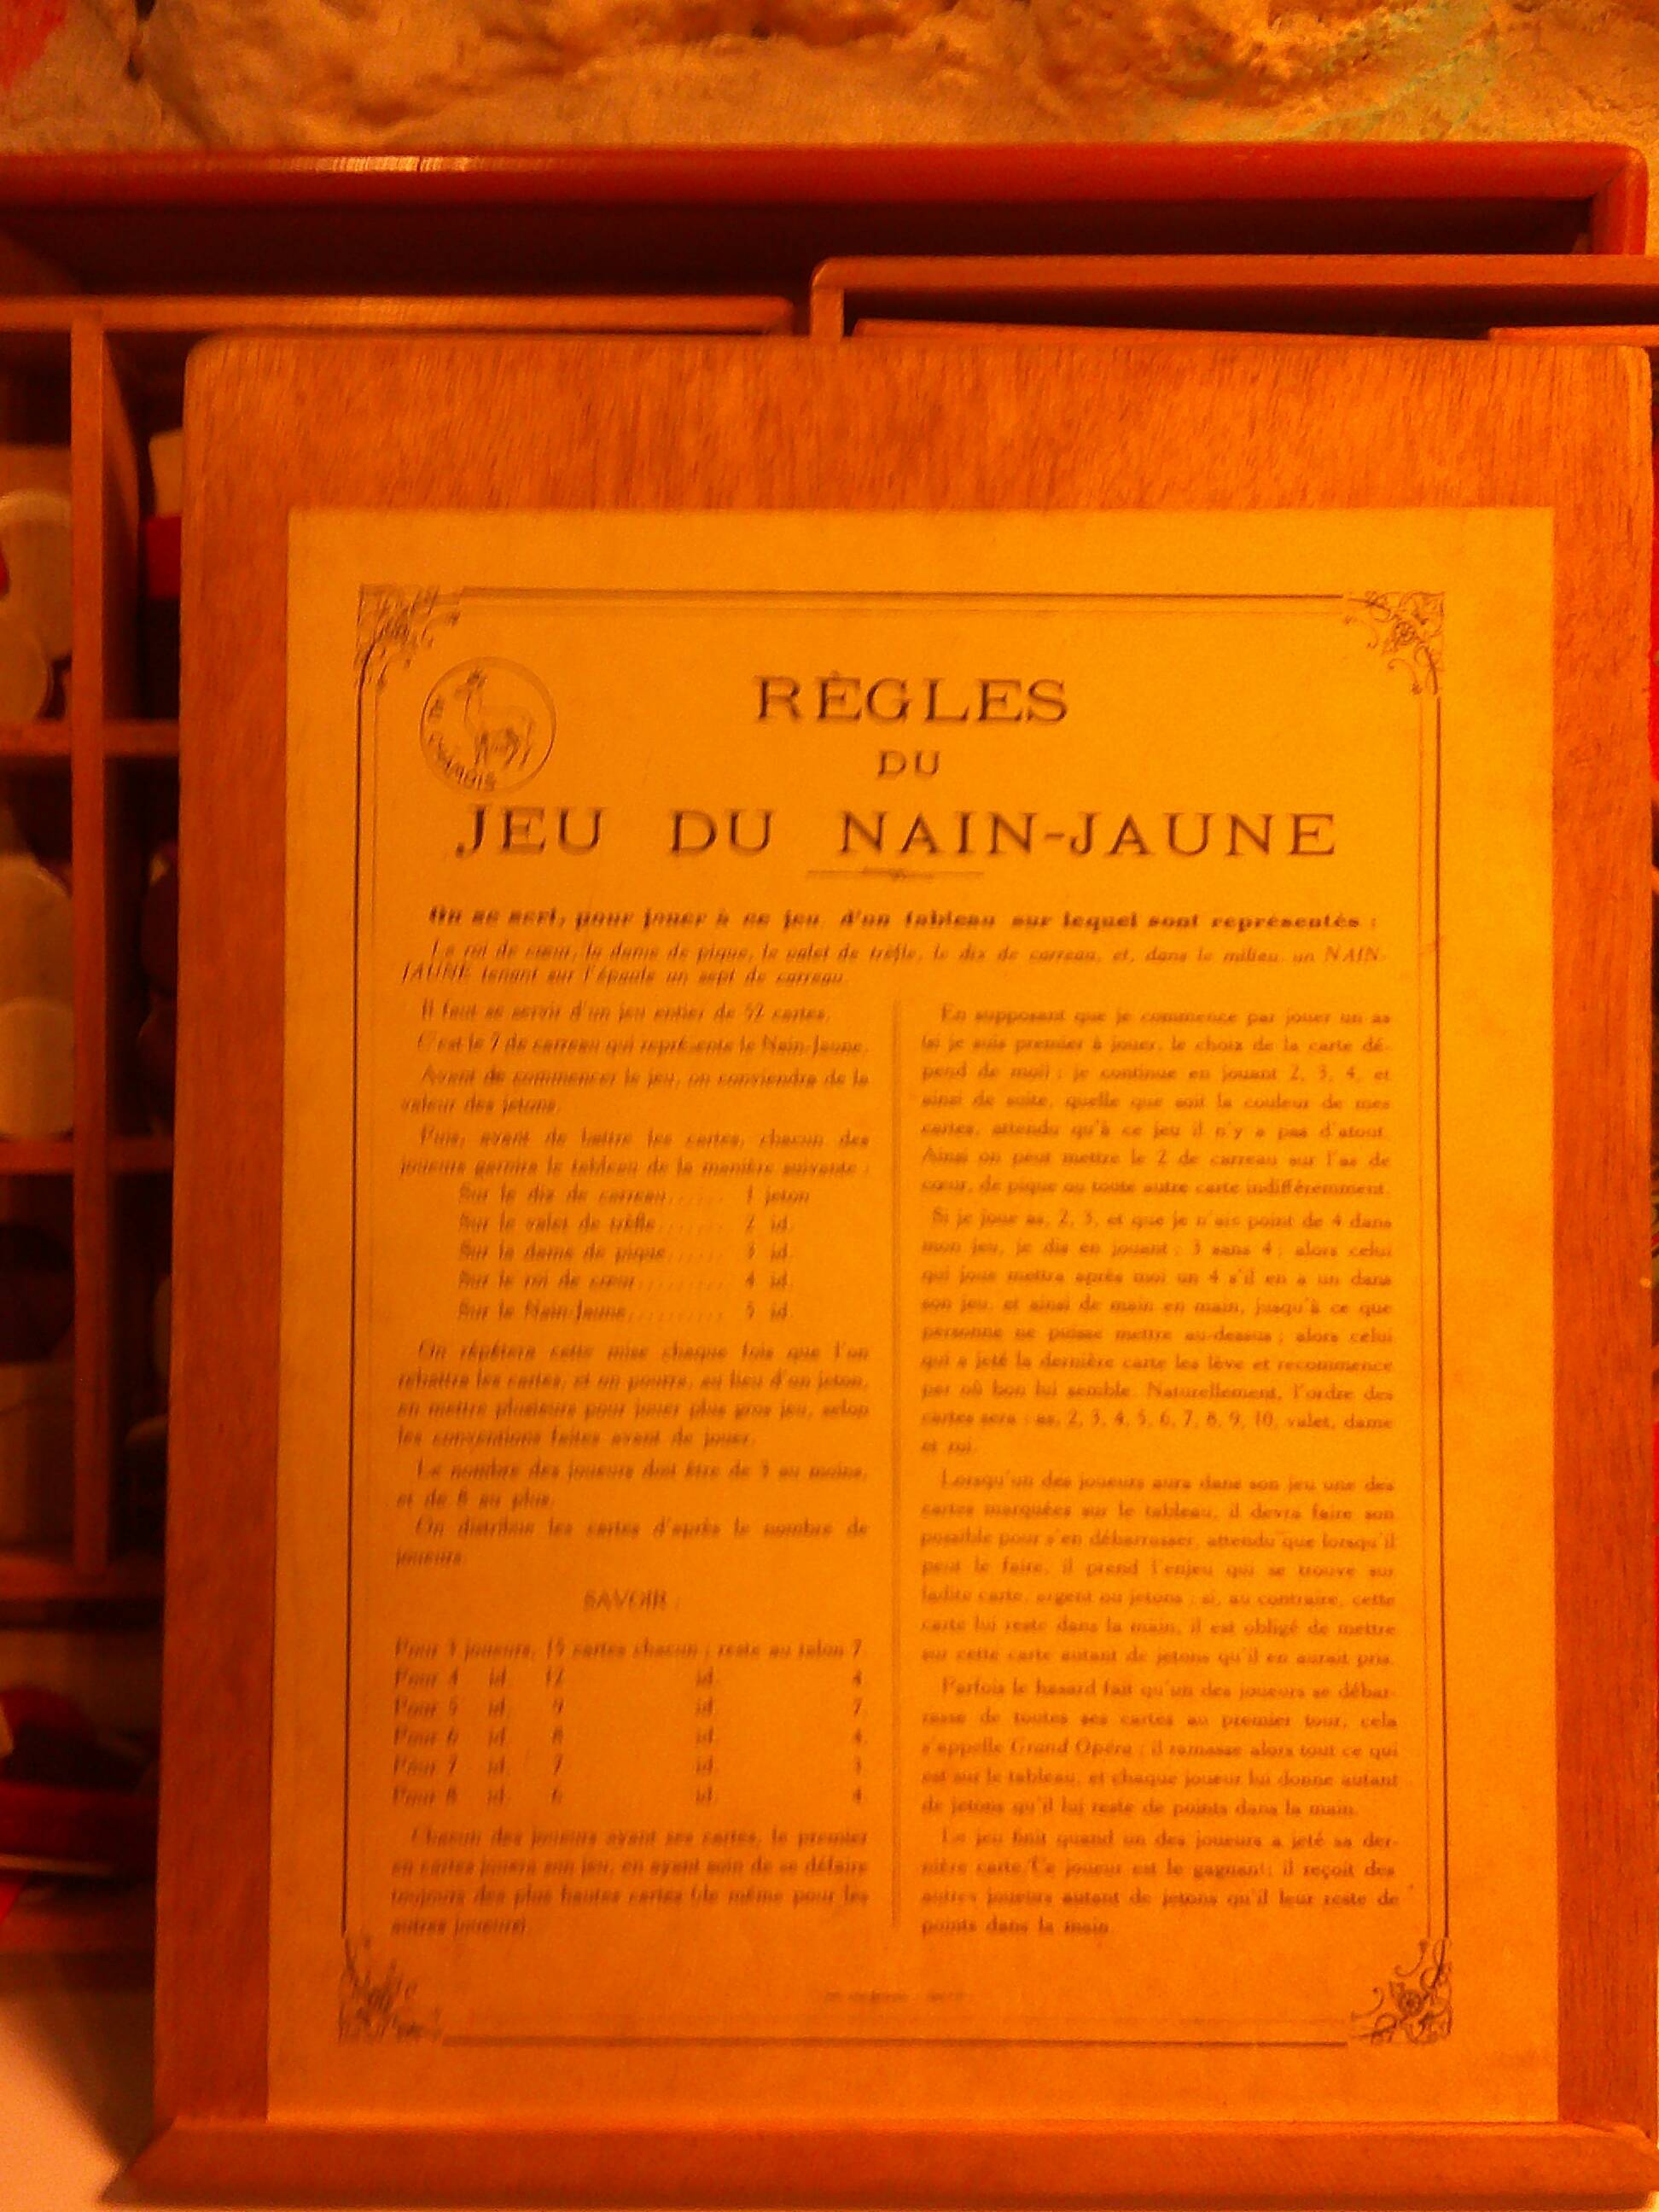 LE
CHAMOIS
RÈGLES
DU
JEU DU NAIN-JAUNE
On se sert, pour jouer à ce jeu d'un tableau sur lequel sont représentés :
Le roi de cœur, la dame de pique, le valet de trèfle, le dix de carreau, et, dans le milieu un NAIN-
JAUNE tenant sur l'épaule un sept de carreau.
Il faut se servir d'un jeu entier de 52 cartes.
C'est le 7 de carreau qui représente le Nain-Jaune.
Avant de commencer le jeu, on conviendra de la
valeur des jetons.
Puis, avant de battre les cartes, chacun des
joueurs garnira le tableau de la manière suivante :
Sur le dix de carreau....... 1 jeton
Sur le valet de trèfle........ 2 id.
Sur la dame de pique....... 3 id.
Sur le roi de cœur.......... 4 id.
Sur le Nain-Jaune........... 5 id.
On répétera cette mise chaque fois que l'on
rebattra les cartes, et on pourra, au lieu d'un jeton,
en mettre plusieurs pour jouer plus gros jeu, selon
les conventions faites avant de jouer.
Le nombre des joueurs doit être de 3 au moins,
et de 8 au plus.
On distribue les cartes d'après le nombre de
joueurs.
SAVOIR :
Pour 3 joueurs, 15 cartes chacun ; reste au talon 7.
Pour 4 id. 12 id. 4.
Pour 5 id. 9 id. 7.
Pour 6 id. 8 id. 4.
Pour 7 id. 7 id. 3.
Pour 8 id. 6 id. 4.
Chacun des joueurs ayant ses cartes, le premier
en cartes jouera son jeu, en ayant soin de se défaire
toujours des plus hautes cartes (de même pour les
autres joueurs).
En supposant que je commence par jouer un as
(si je suis premier à jouer, le choix de la carte dé-
pend de moi) ; je continue en jouant 2, 3, 4, et
ainsi de suite, quelle que soit la couleur de mes
cartes, attendu qu'à ce jeu il n'y a pas d'atout.
Ainsi on peut mettre le 2 de carreau sur l'as de
cœur, de pique ou toute autre carte indifféremment.
Si je joue as, 2, 3, et que je n'aie point de 4 dans
mon jeu, je dis en jouant : 3 sans 4 ; alors celui
qui joue mettra après moi un 4 s'il en a un dans
son jeu, et ainsi de main en main, jusqu'à ce que
personne ne puisse mettre au-dessus ; alors celui
qui a jeté la dernière carte les lève et recommence
par où bon lui semble. Naturellement, l'ordre des
cartes sera : as, 2, 3, 4, 5, 6, 7, 8, 9, 10, valet, dame
et roi.
Lorsqu'un des joueurs aura dans son jeu une des
cartes marquées sur le tableau, il devra faire son
possible pour s'en débarrasser, attendu que lorsqu'il
peut le faire, il prend l'enjeu qui se trouve sur
ladite carte, argent ou jetons ; si, au contraire, cette
carte lui reste dans la main, il est obligé de mettre
sur cette carte autant de jetons qu'il en aurait pris.
Parfois le hasard fait qu'un des joueurs se débar-
rasse de toutes ses cartes au premier tour, cela
s'appelle Grand Opéra ; il ramasse alors tout ce qui
est sur le tableau, et chaque joueur lui donne autant
de jetons qu'il lui reste de points dans la main.
Le jeu finit quand un des joueurs a jeté sa der-
nière carte. Ce joueur est le gagnant ; il reçoit des
autres joueurs autant de jetons qu'il leur reste de
points dans la main.